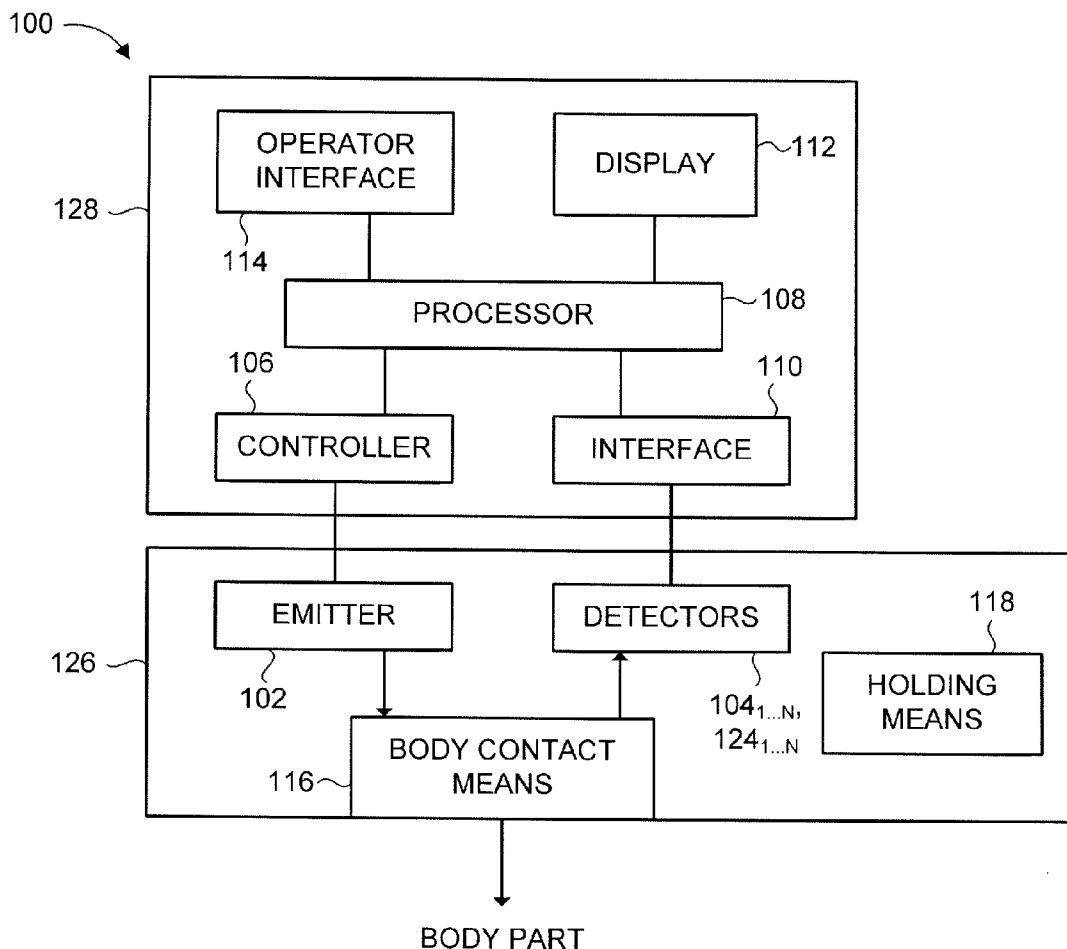 100
OPERATOR
INTERFACE
DISPLAY
112
128
114
PROCESSOR
108
106
110
CONTROLLER
INTERFACE
EMITTER
DETECTORS
118
126
102
104₁...N,
124₁...N
HOLDING
MEANS
BODY CONTACT
MEANS
116
BODY PART